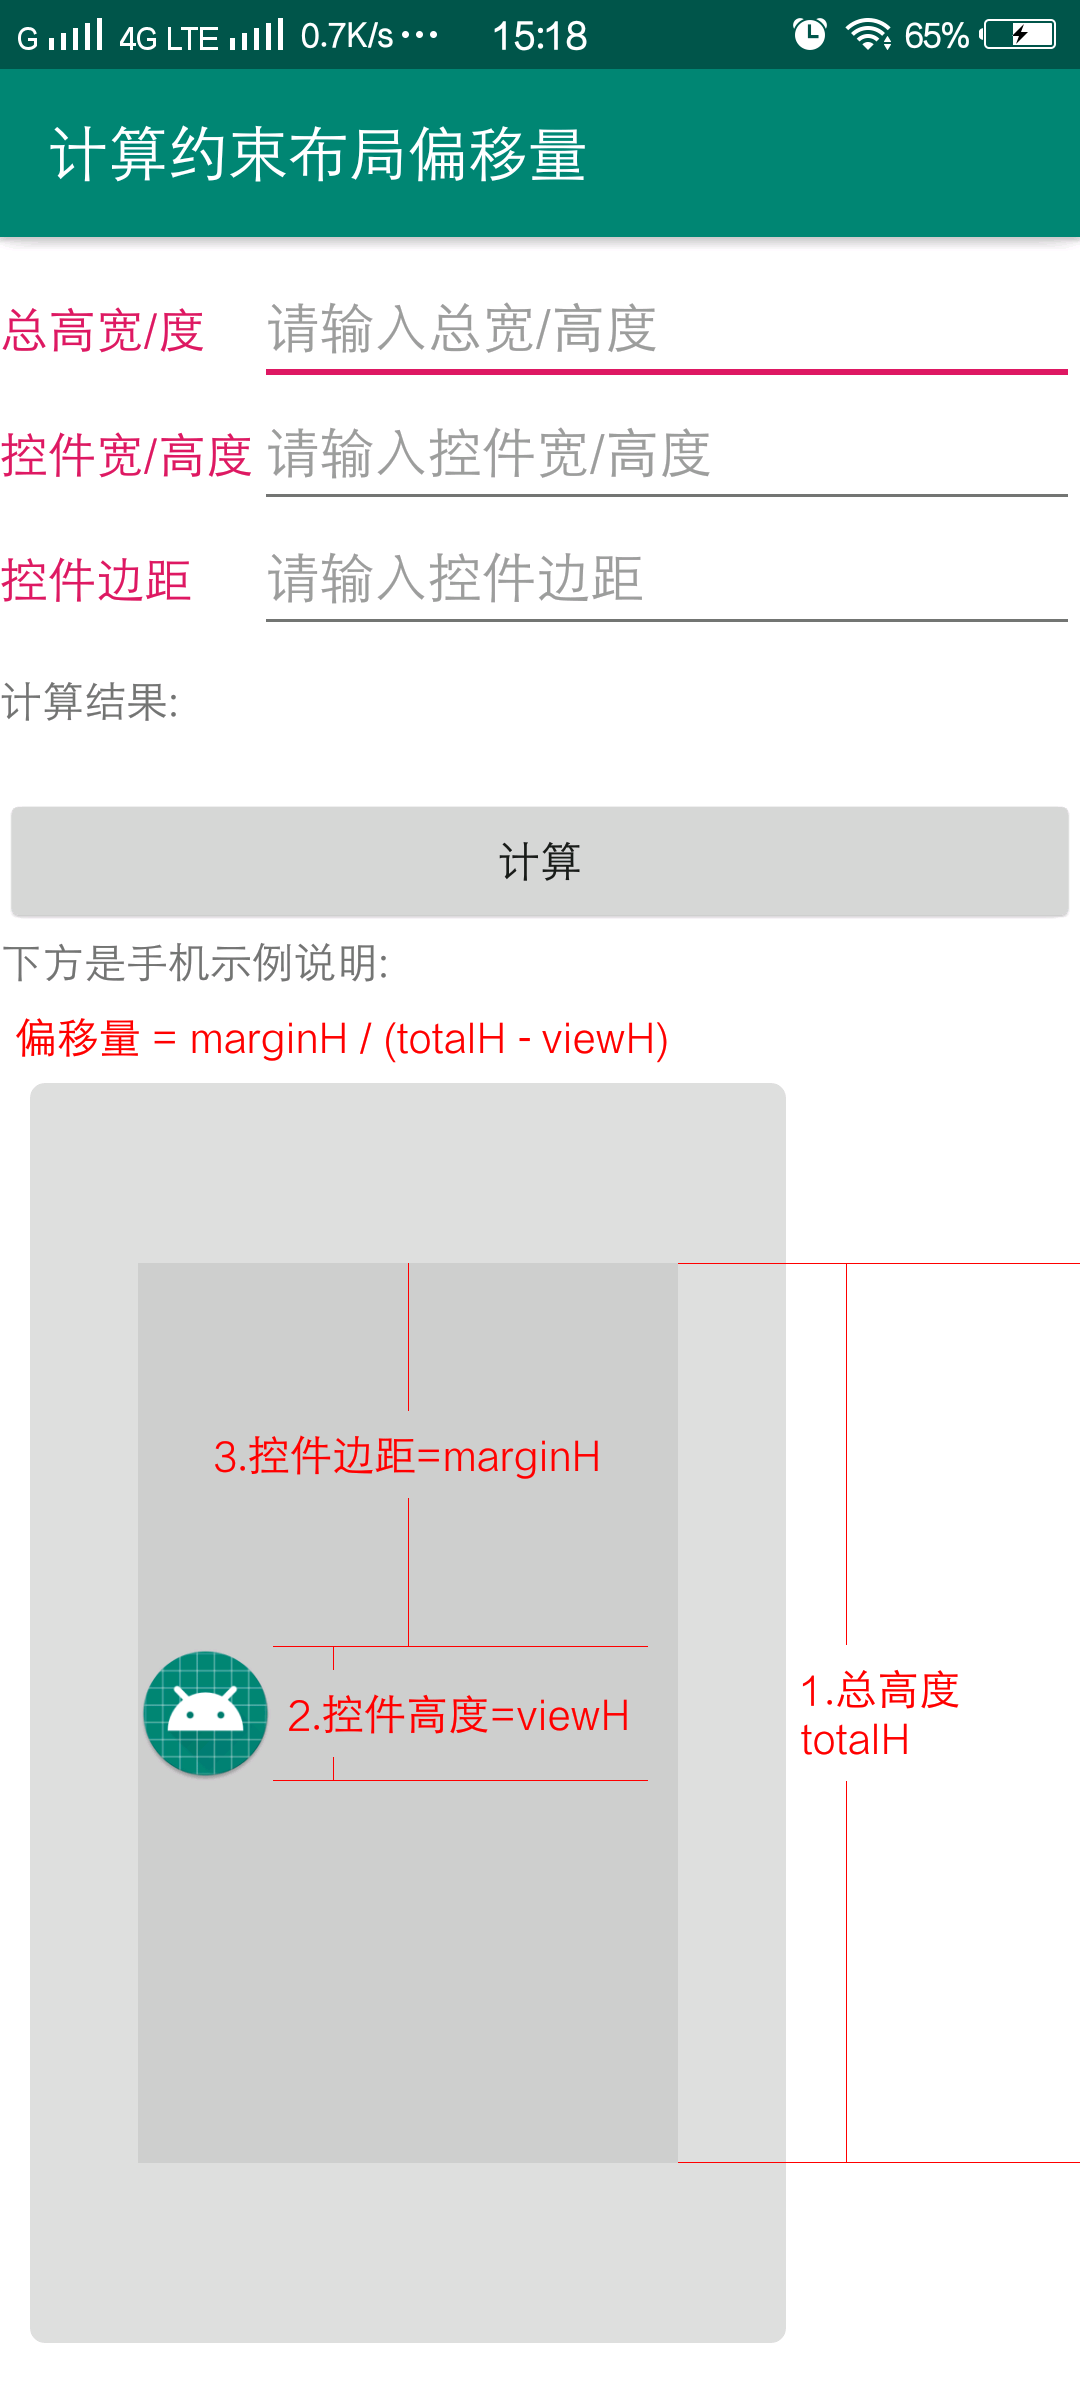 G 4G LTE 0.7K/s ··· 15:18 65%
计算约束布局偏移量
总高宽/度 请输入总宽/高度
控件宽/高度 请输入控件宽/高度
控件边距 请输入控件边距
计算结果:
计算
下方是手机示例说明:
偏移量 = marginH / (totalH - viewH)
3.控件边距=marginH
2.控件高度=viewH
1.总高度
totalH